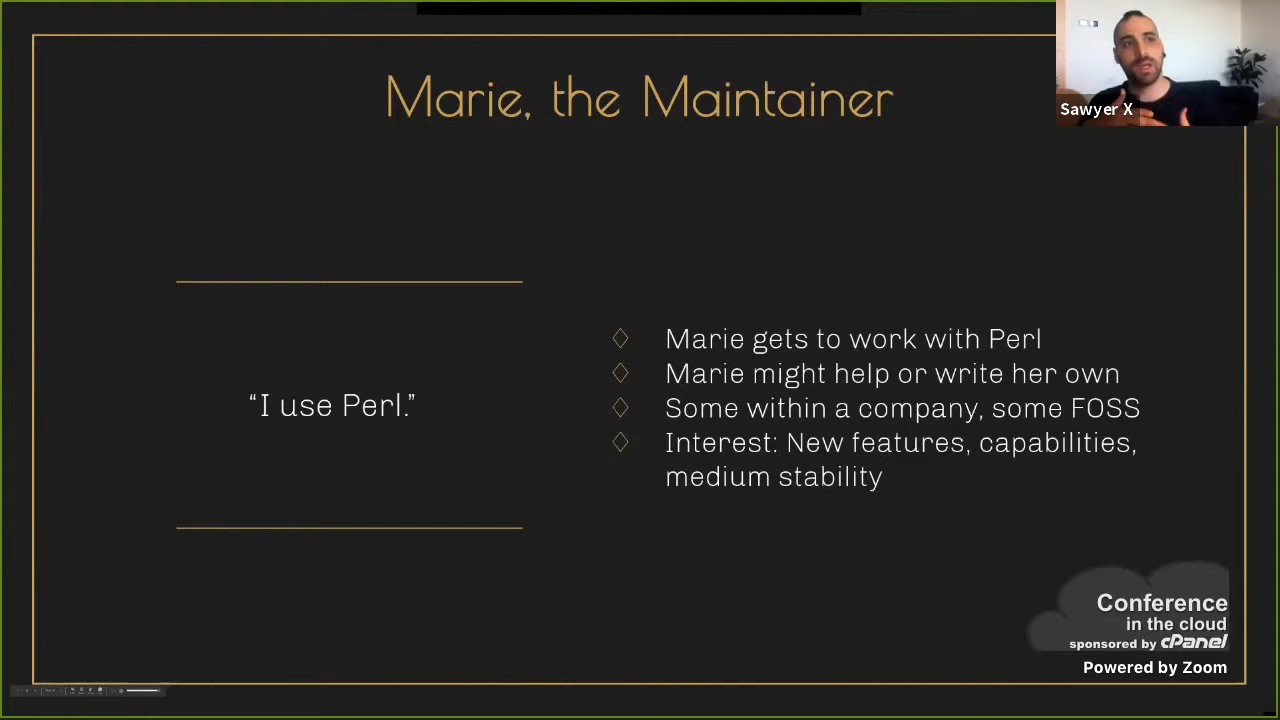 Marie, the Maintainer
Sawyer X
“I use Perl.”
Marie gets to work with Perl
Marie might help or write her own
Some within a company, some FOSS
Interest: New features, capabilities,
medium stability
Conference
in the cloud
sponsored by cPanel
Powered by Zoom